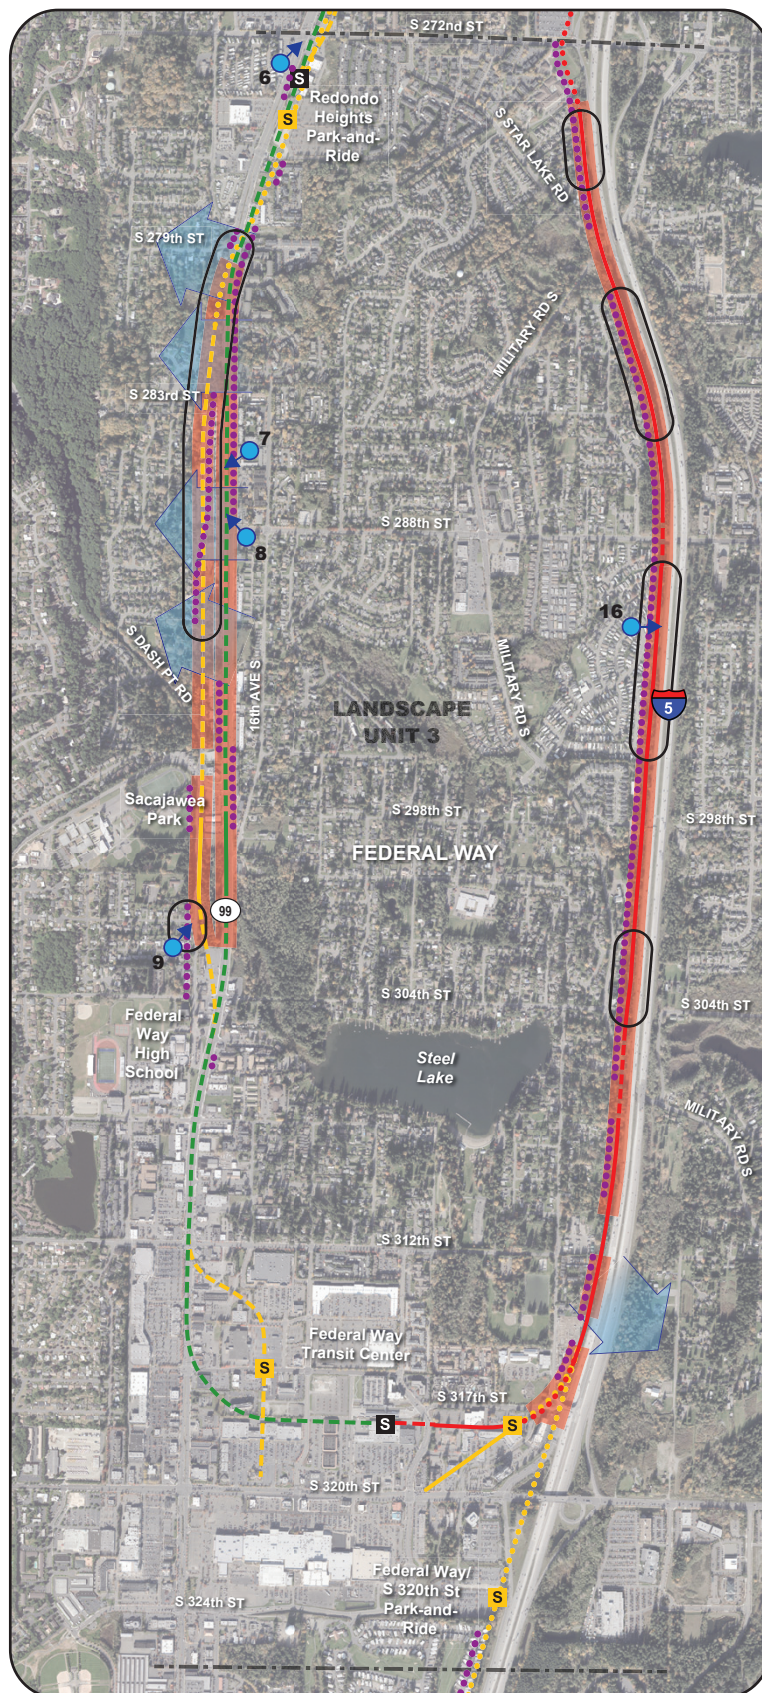 S 272nd ST
6
S
Redondo
Heights
Park-and-
Ride
S
S STAR LAKE RD
S 279th ST
MILITARY RD S
S 283rd ST
7
S 288th ST
8
16
S DASH PT RD
16th AVE S
MILITARY RD S
5
LANDSCAPE
UNIT 3
Sacajawea
Park
S 298th ST
S 298th ST
FEDERAL WAY
99
9
S 304th ST
S 304th ST
Federal
Way
High
School
Steel
Lake
MILITARY RD S
S 312th ST
Federal Way
Transit Center
S
S 317th ST
S
S
S 320th ST
Federal Way/
S 320th St
Park-and-
Ride
S
S 324th ST